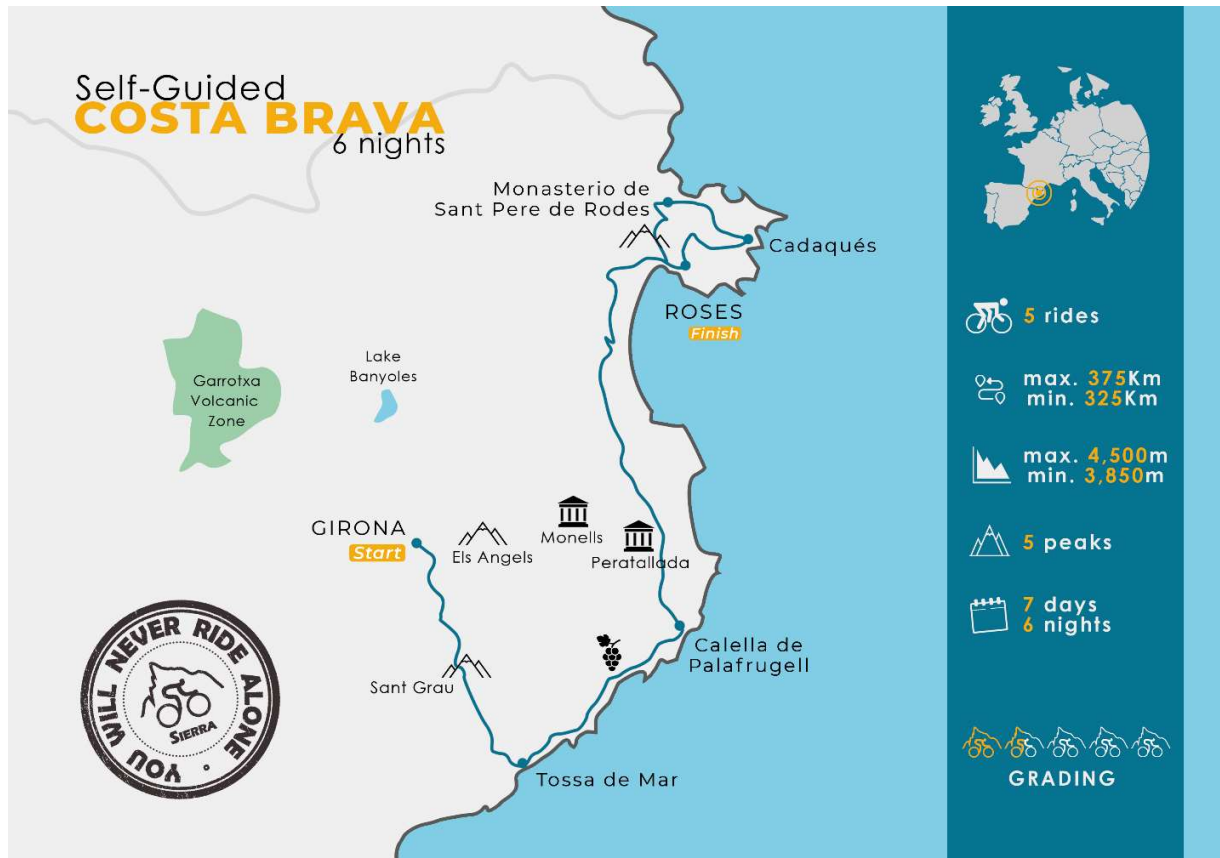 Self-Guided
COSTA BRAVA
6 nights
Monasterio de
Sant Pere de Rodes
Cadaqués
ROSES
Finish
Garrotxa
Volcanic
Zone
Lake
Banyoles
GIRONA
Start
Els Angels
Monells
Peratallada
Sant Grau
Calella de
Palafrugell
Tossa de Mar
YOU WILL NEVER RIDE ALONE ·
SIERRA
5 rides
max. 375Km
min. 325Km
max. 4,500m
min. 3,850m
5 peaks
7 days
6 nights
GRADING